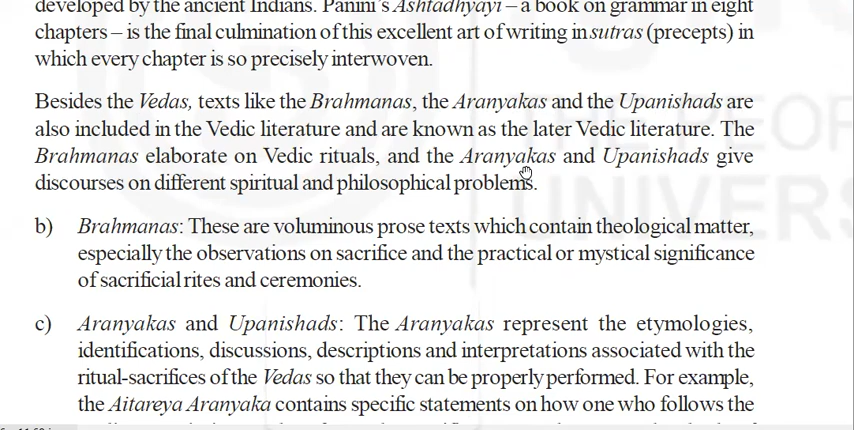 developed by the ancient Indians. Panini's Ashtadhyayi – a book on grammar in eight
chapters – is the final culmination of this excellent art of writing in sutras (precepts) in
which every chapter is so precisely interwoven.
Besides the Vedas, texts like the Brahmanas, the Aranyakas and the Upanishads are
also included in the Vedic literature and are known as the later Vedic literature. The
Brahmanas elaborate on Vedic rituals, and the Aranyakas and Upanishads give
discourses on different spiritual and philosophical problems.
b) Brahmanas: These are voluminous prose texts which contain theological matter,
especially the observations on sacrifice and the practical or mystical significance
of sacrificial rites and ceremonies.
c) Aranyakas and Upanishads: The Aranyakas represent the etymologies,
identifications, discussions, descriptions and interpretations associated with the
ritual-sacrifices of the Vedas so that they can be properly performed. For example,
the Aitareya Aranyaka contains specific statements on how one who follows the
THE PEO
UNIVERS